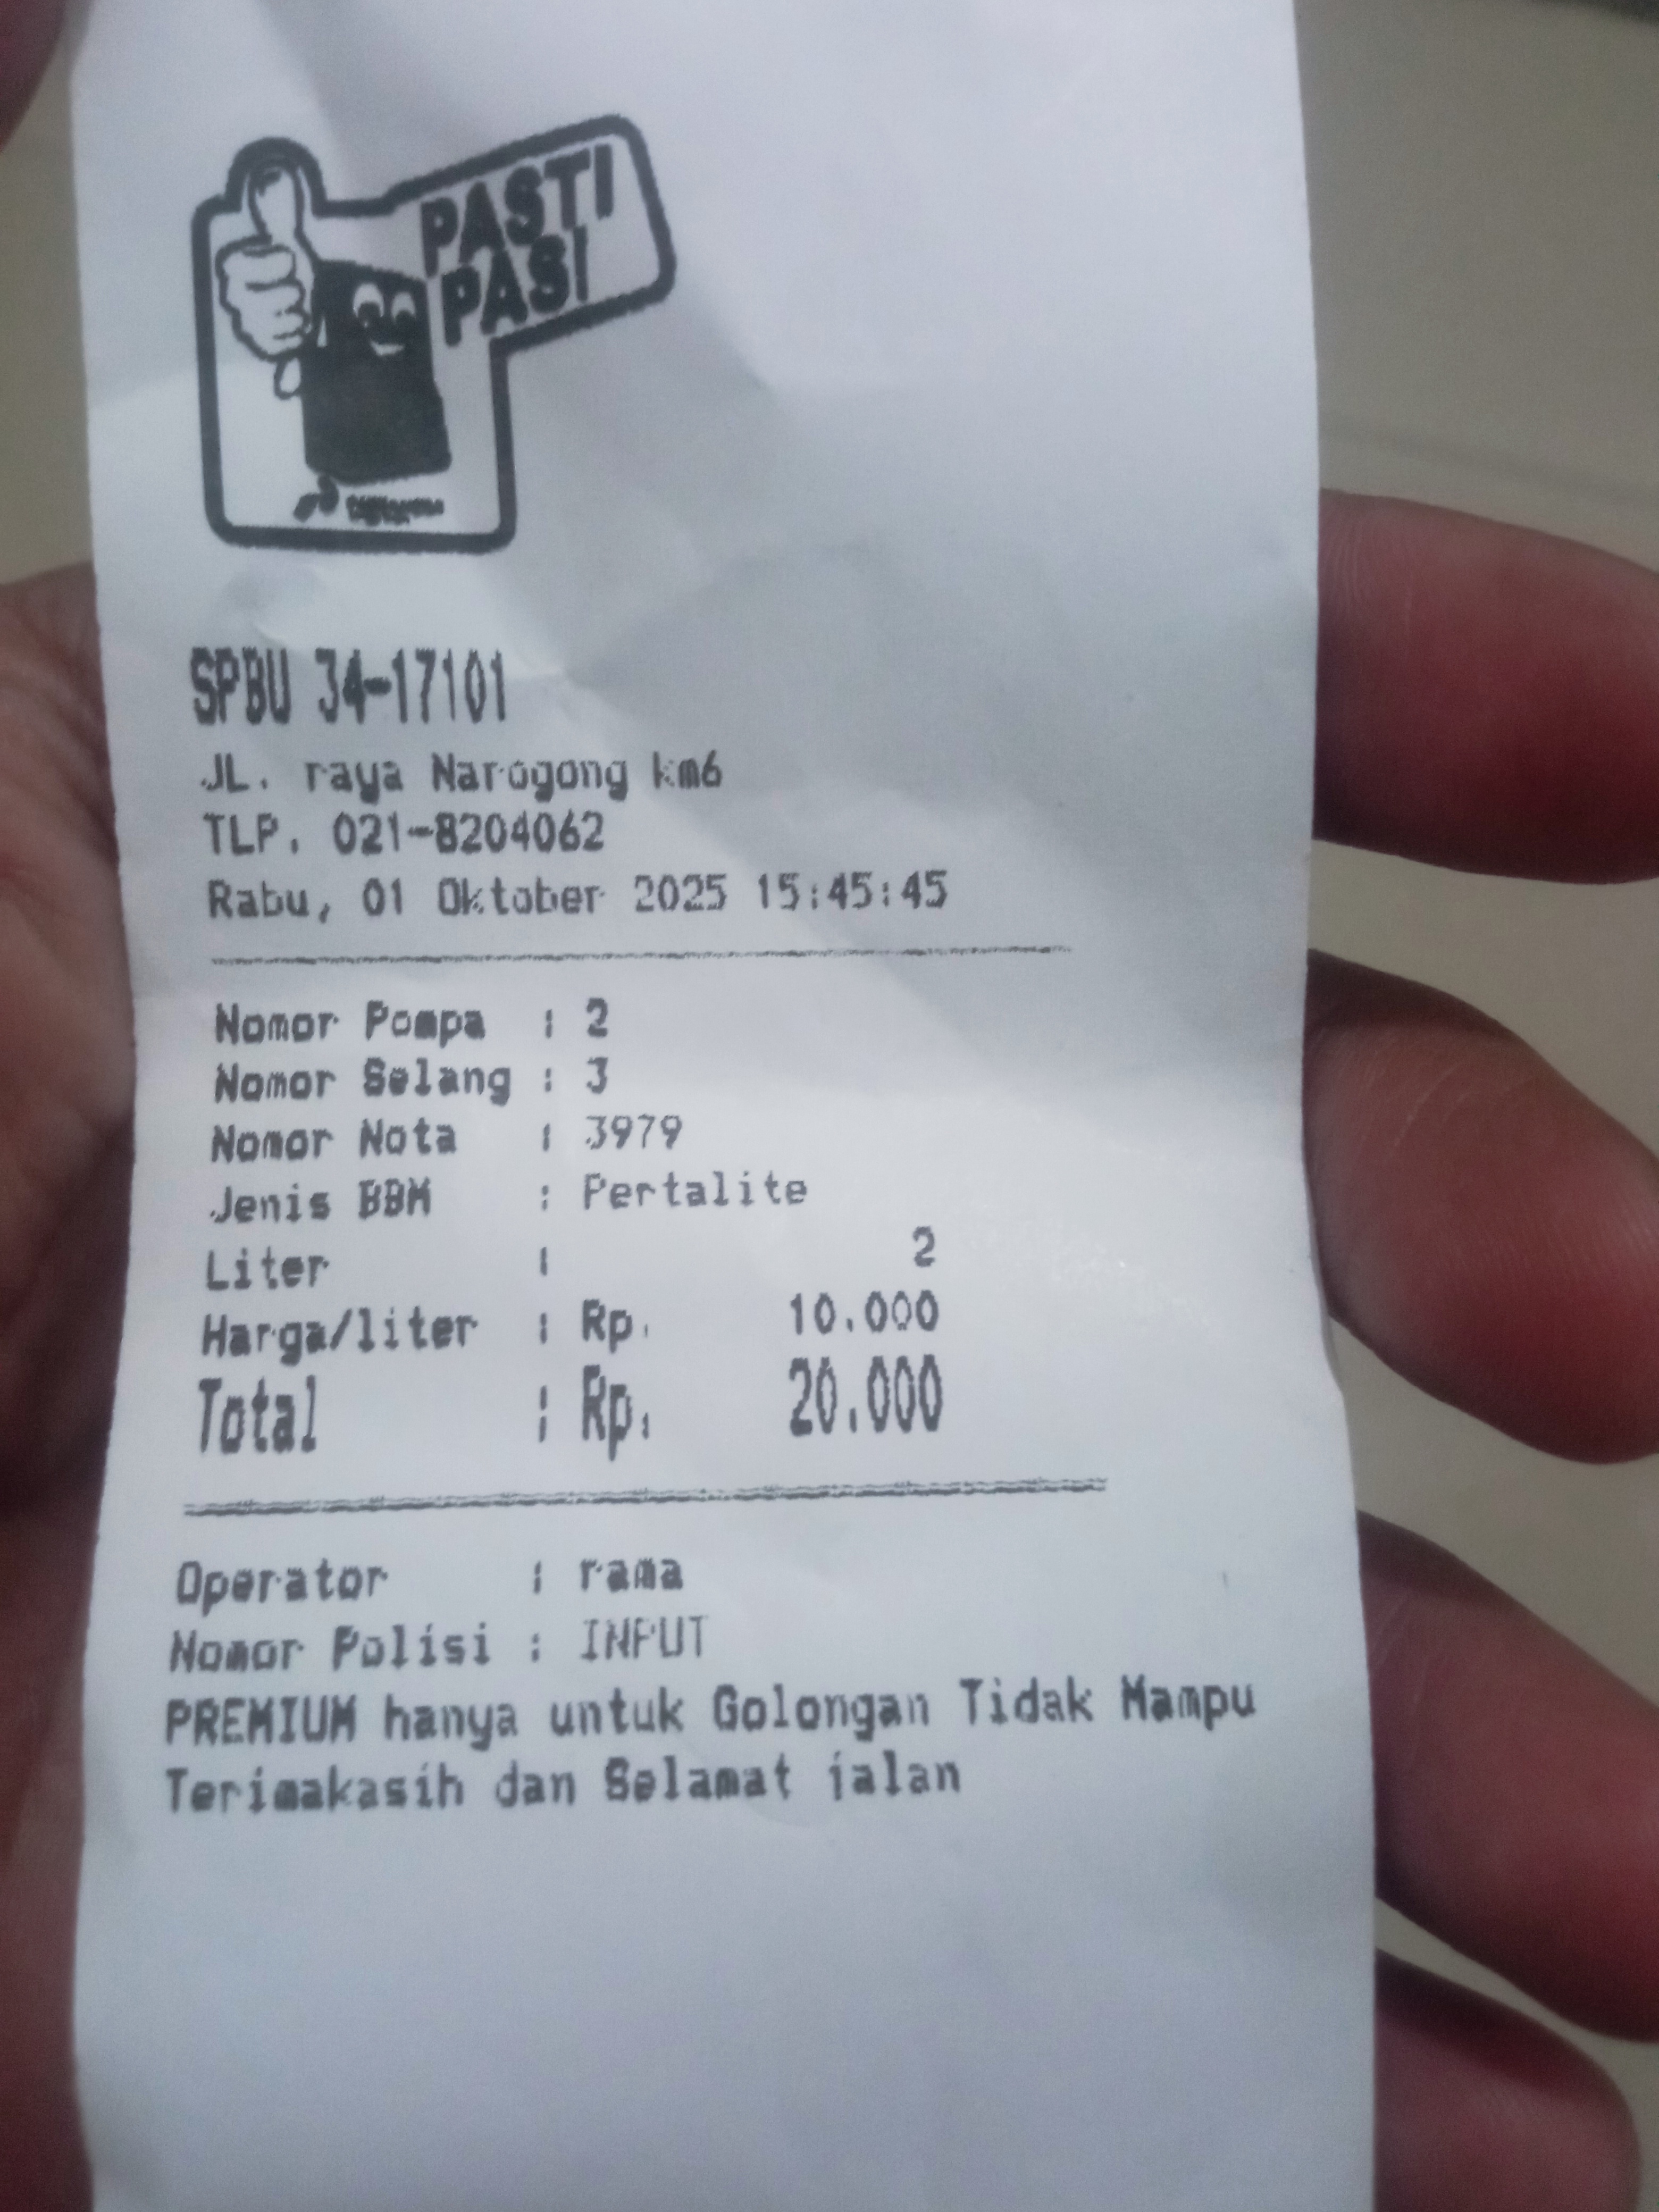 PASTI
PAS!
SPBU 34-17101
JL. raya Narogong km6
TLP. 021-8204062
Rabu, 01 Oktober 2025 15:45:45
Nomor Pompa : 2
Nomor Selang : 3
Nomor Nota : 3979
Jenis BBM : Pertalite
Liter : 2
Harga/liter : Rp. 10.000
Total : Rp. 20.000
Operator : rama
Nomor Polisi : INPUT
PREMIUM hanya untuk Golongan Tidak Mampu
Terimakasih dan Selamat jalan